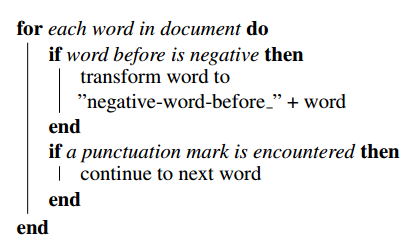 for each word in document do
if word before is negative then
transform word to
”negative-word-before_” + word
end
if a punctuation mark is encountered then
continue to next word
end
end